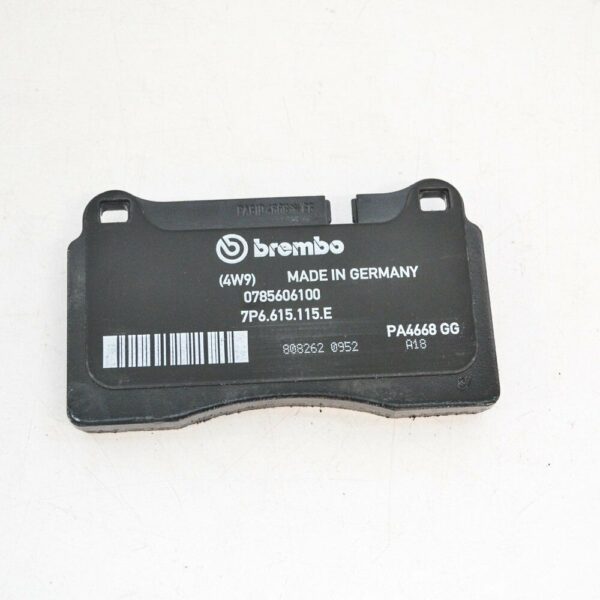 brembo
(4W9) MADE IN GERMANY
0785606100
7P6.615.115.E
PA4668 GG
808262 0952 A18